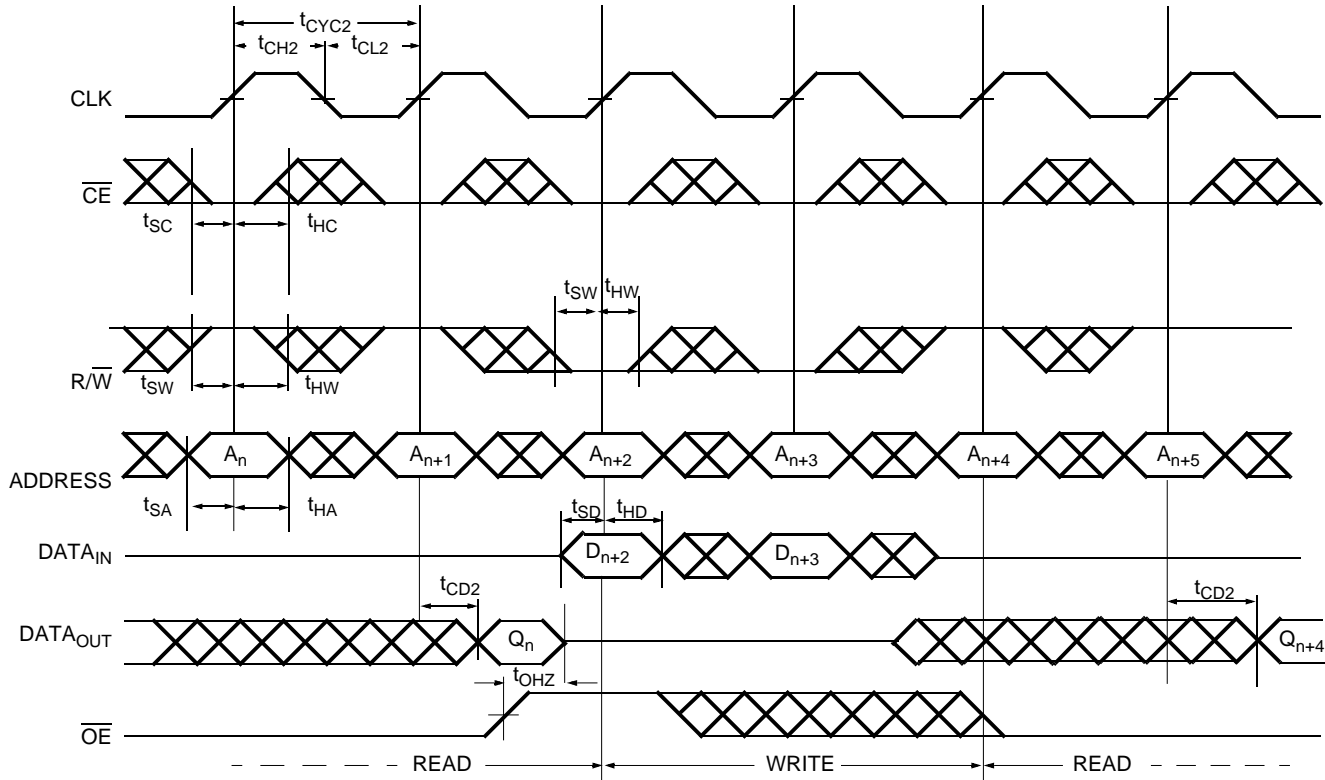 tCYC2
tCH2 tCL2
CLK
CE
tSC tHC
tSW tHW
R/W
tSW tHW
An An+1 An+2 An+3 An+4 An+5
ADDRESS
tSA tHA
tSD tHD
DATAIN
Dn+2 Dn+3
tCD2 tCD2
DATAOUT
Qn Qn+4
tOHZ
OE
READ WRITE READ